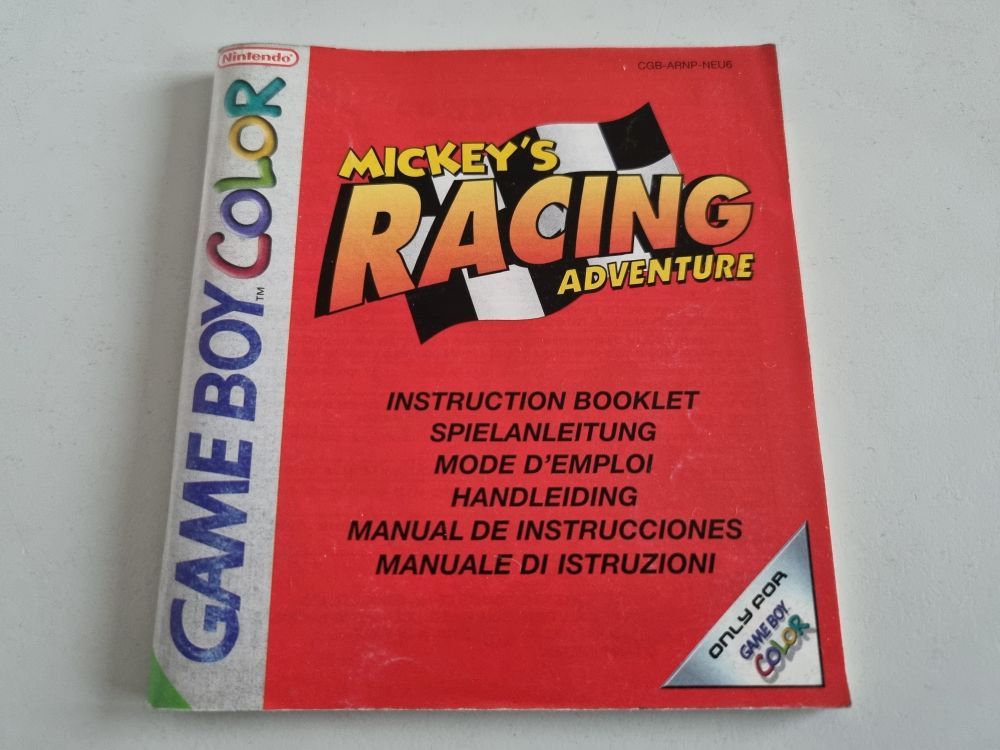 Nintendo
GAME BOY COLOR
TM
CGB-ARNP-NEU6
MICKEY'S
RACING
ADVENTURE
INSTRUCTION BOOKLET
SPIELANLEITUNG
MODE D'EMPLOI
HANDLEIDING
MANUAL DE INSTRUCCIONES
MANUALE DI ISTRUZIONI
ONLY FOR
GAME BOY
COLOR